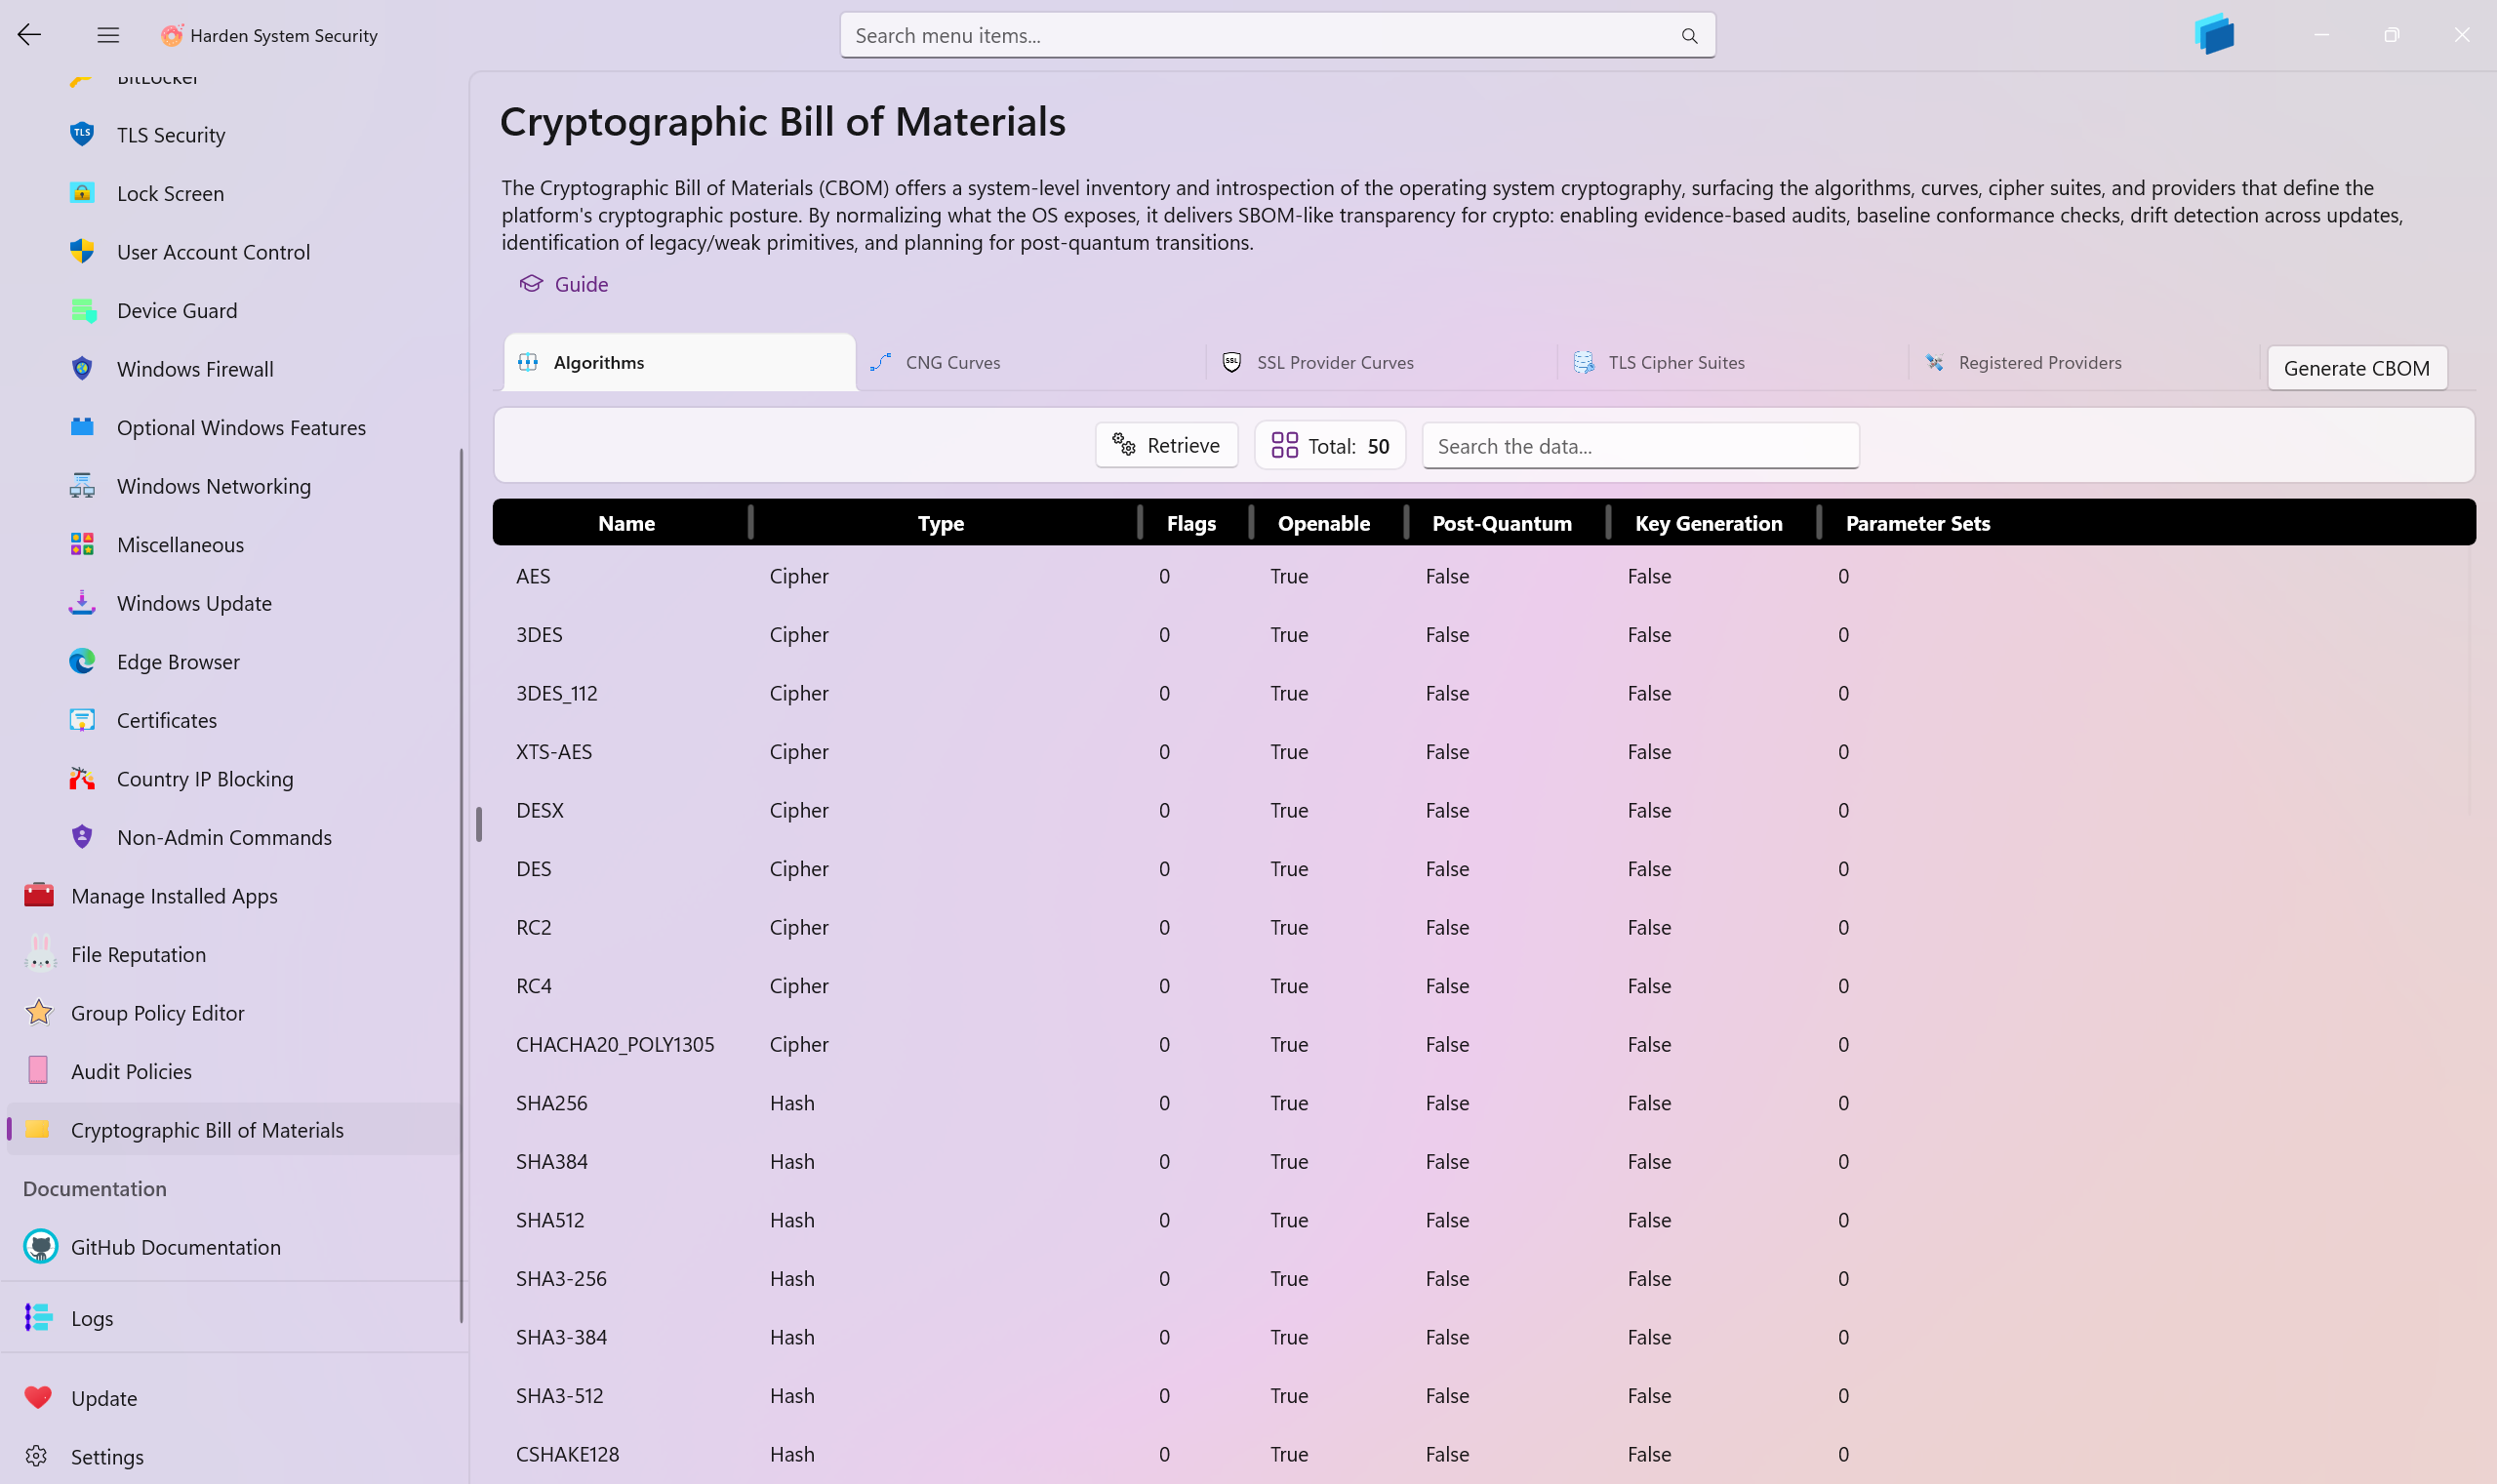 Harden System Security
Search menu items...
BitLocker
TLS Security
Lock Screen
User Account Control
Device Guard
Windows Firewall
Optional Windows Features
Windows Networking
Miscellaneous
Windows Update
Edge Browser
Certificates
Country IP Blocking
Non-Admin Commands
Manage Installed Apps
File Reputation
Group Policy Editor
Audit Policies
Cryptographic Bill of Materials
Documentation
GitHub Documentation
Logs
Update
Settings
Cryptographic Bill of Materials
The Cryptographic Bill of Materials (CBOM) offers a system-level inventory and introspection of the operating system cryptography, surfacing the algorithms, curves, cipher suites, and providers that define the
platform's cryptographic posture. By normalizing what the OS exposes, it delivers SBOM-like transparency for crypto: enabling evidence-based audits, baseline conformance checks, drift detection across updates,
identification of legacy/weak primitives, and planning for post-quantum transitions.
Guide
Algorithms CNG Curves SSL Provider Curves TLS Cipher Suites Registered Providers Generate CBOM
Retrieve Total: 50 Search the data...
Name Type Flags Openable Post-Quantum Key Generation Parameter Sets
AES Cipher 0 True False False 0
3DES Cipher 0 True False False 0
3DES_112 Cipher 0 True False False 0
XTS-AES Cipher 0 True False False 0
DESX Cipher 0 True False False 0
DES Cipher 0 True False False 0
RC2 Cipher 0 True False False 0
RC4 Cipher 0 True False False 0
CHACHA20_POLY1305 Cipher 0 True False False 0
SHA256 Hash 0 True False False 0
SHA384 Hash 0 True False False 0
SHA512 Hash 0 True False False 0
SHA3-256 Hash 0 True False False 0
SHA3-384 Hash 0 True False False 0
SHA3-512 Hash 0 True False False 0
CSHAKE128 Hash 0 True False False 0